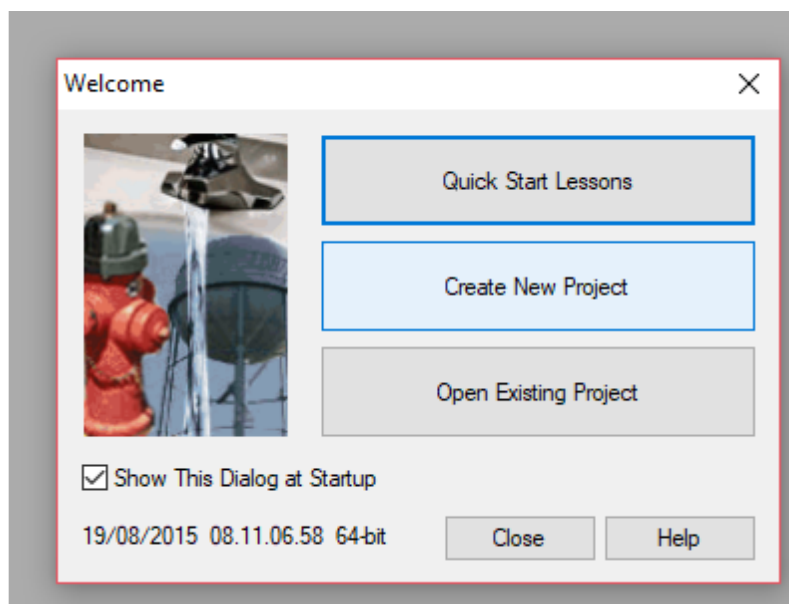 Welcome
Quick Start Lessons
Create New Project
Open Existing Project
Show This Dialog at Startup
19/08/2015 08.11.06.58 64-bit
Close
Help